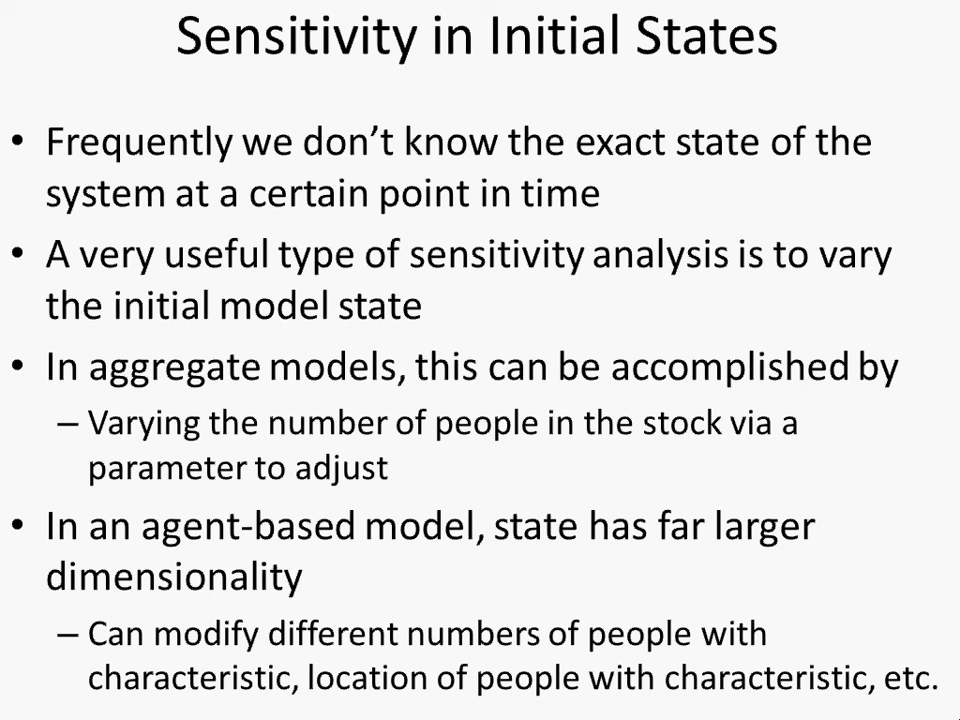 Sensitivity in Initial States
• Frequently we don't know the exact state of the
system at a certain point in time
• A very useful type of sensitivity analysis is to vary
the initial model state
• In aggregate models, this can be accomplished by
– Varying the number of people in the stock via a
parameter to adjust
• In an agent-based model, state has far larger
dimensionality
– Can modify different numbers of people with
characteristic, location of people with characteristic, etc.